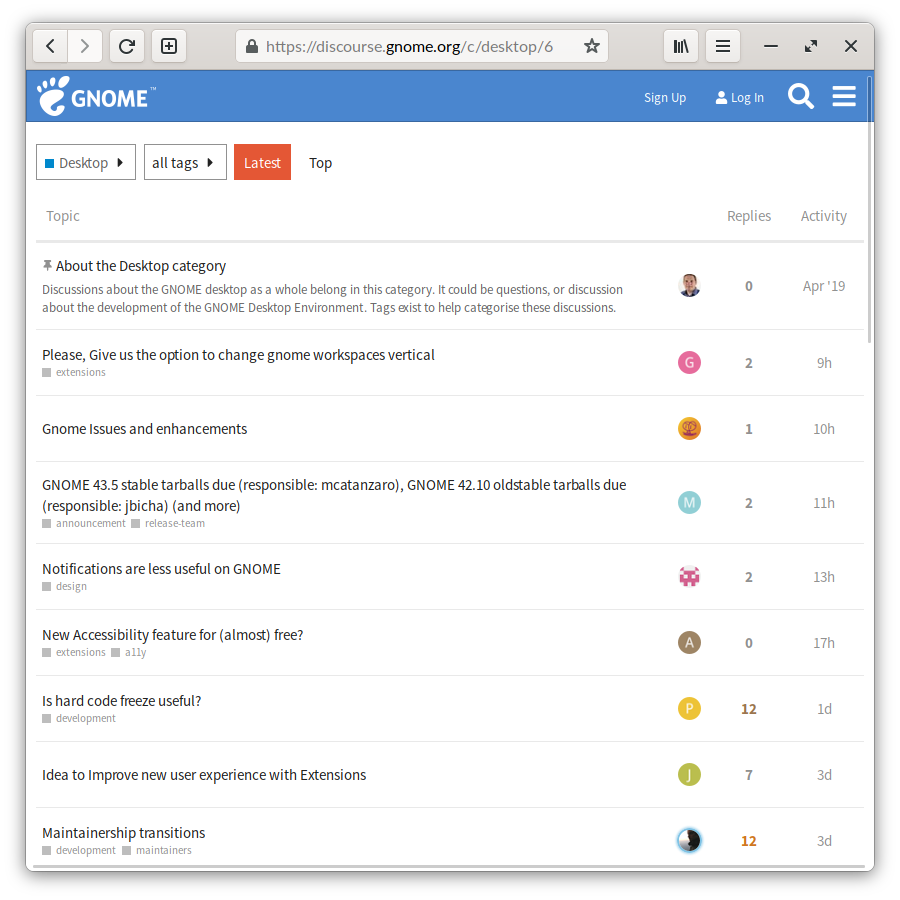 https://discourse.gnome.org/c/desktop/6
GNOME™
Sign Up
Log In
Desktop
all tags
Latest
Top
Topic
Replies
Activity
About the Desktop category
Discussions about the GNOME desktop as a whole belong in this category. It could be questions, or discussion
about the development of the GNOME Desktop Environment. Tags exist to help categorise these discussions.
0
Apr '19
Please, Give us the option to change gnome workspaces vertical
extensions
G
2
9h
Gnome Issues and enhancements
1
10h
GNOME 43.5 stable tarballs due (responsible: mcatanzaro), GNOME 42.10 oldstable tarballs due
(responsible: jbicha) (and more)
announcement release-team
M
2
11h
Notifications are less useful on GNOME
design
2
13h
New Accessibility feature for (almost) free?
extensions a11y
A
0
17h
Is hard code freeze useful?
development
P
12
1d
Idea to Improve new user experience with Extensions
J
7
3d
Maintainership transitions
development maintainers
12
3d